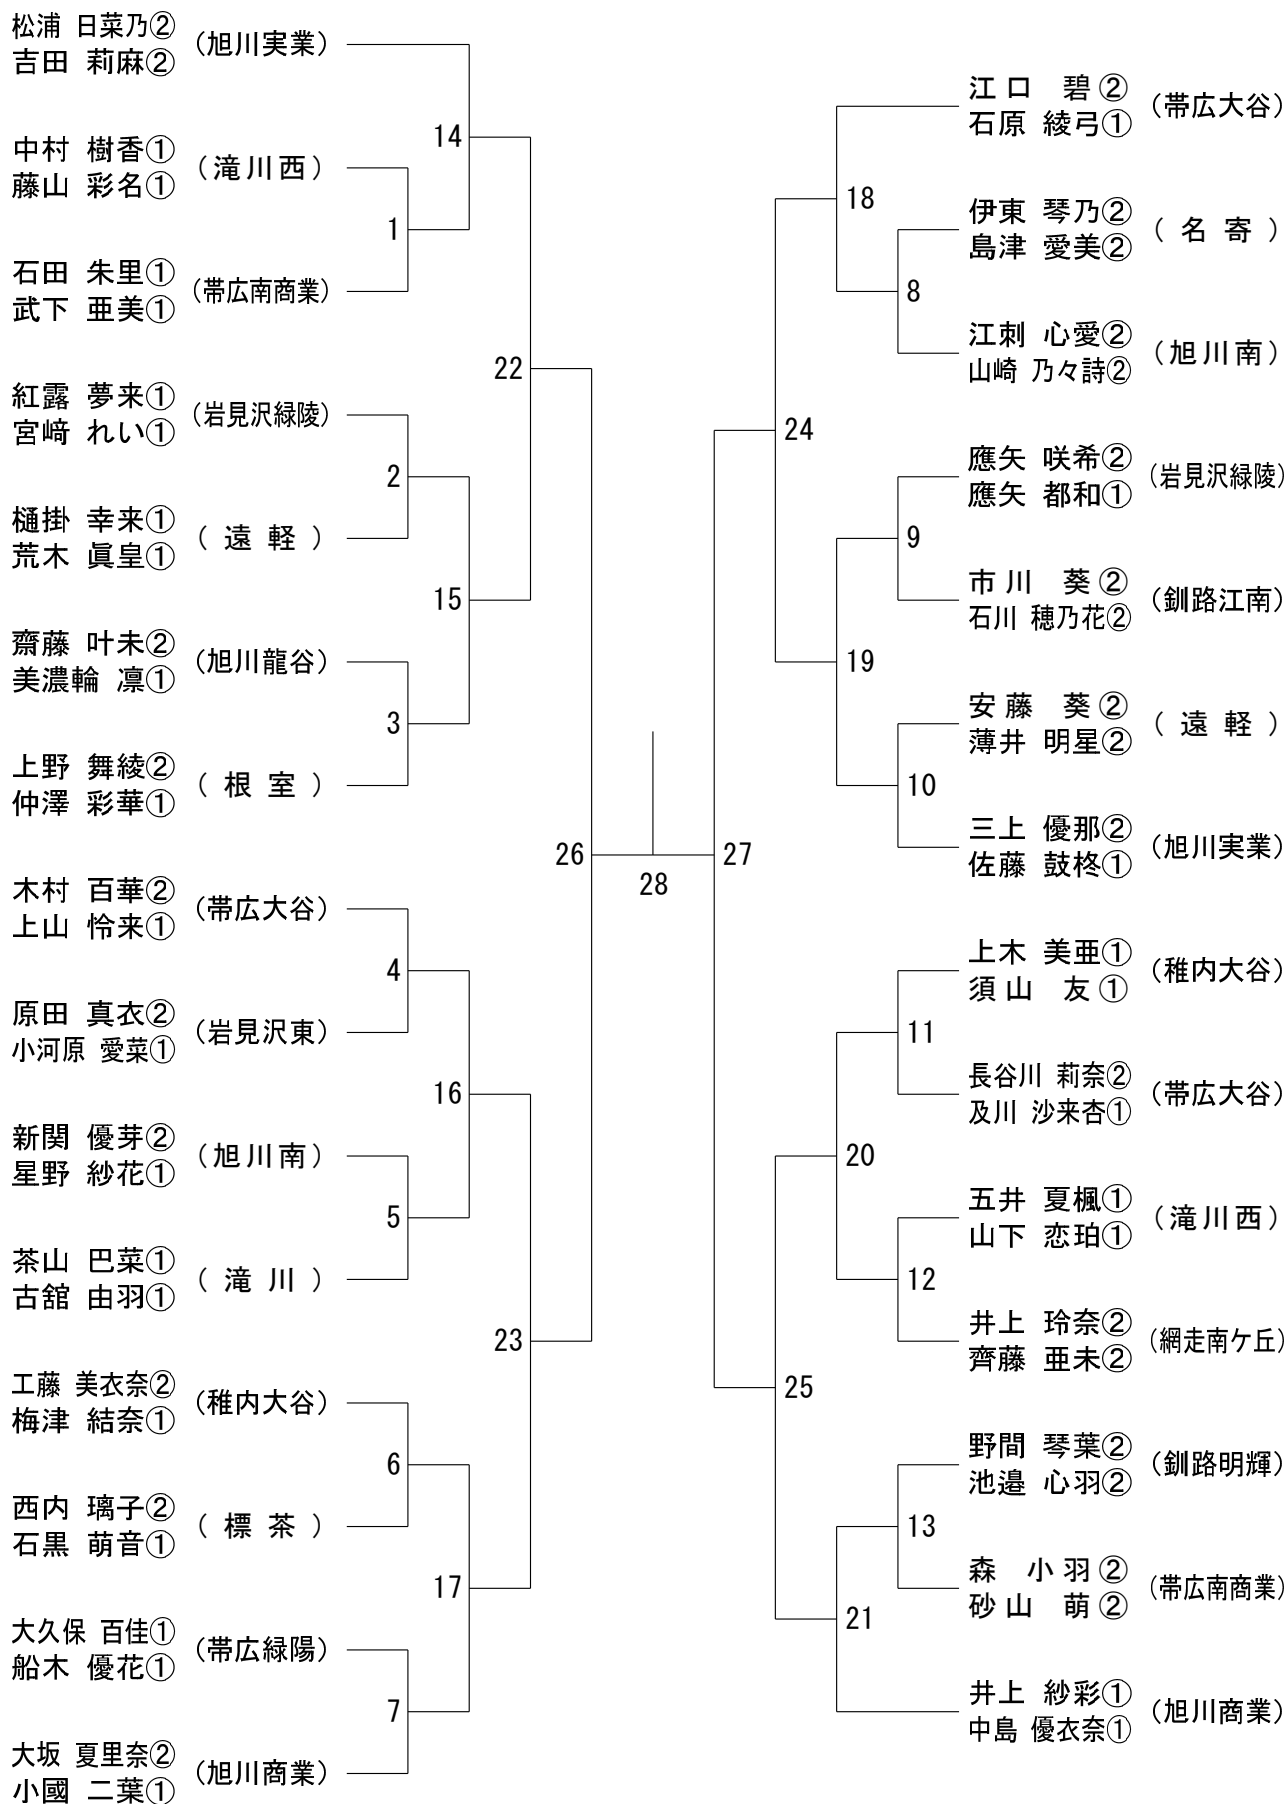 松浦 日菜乃②
吉田 莉麻②
(旭川実業)
中村 樹香①
藤山 彩名①
(滝川西)
石田 朱里①
武下 亜美①
(帯広南商業)
紅露 夢来①
宮﨑 れい①
(岩見沢緑陵)
樋掛 幸来①
荒木 眞皇①
(遠軽)
齋藤 叶未②
美濃輪 凛①
(旭川龍谷)
上野 舞綾②
仲澤 彩華①
(根室)
木村 百華②
上山 怜来①
(帯広大谷)
原田 真衣②
小河原 愛菜①
(岩見沢東)
新関 優芽②
星野 紗花①
(旭川南)
茶山 巴菜①
古舘 由羽①
(滝川)
工藤 美衣奈②
梅津 結奈①
(稚内大谷)
西内 璃子②
石黒 萌音①
(標茶)
大久保 百佳①
船木 優花①
(帯広緑陽)
大坂 夏里奈②
小國 二葉①
(旭川商業)
1
2
3
4
5
6
7
14
15
16
17
22
23
26
28
27
24
25
18
19
20
21
8
9
10
11
12
13
江口 碧②
石原 綾弓①
(帯広大谷)
伊東 琴乃②
島津 愛美②
(名寄)
江刺 心愛②
山崎 乃々詩②
(旭川南)
應矢 咲希②
應矢 都和①
(岩見沢緑陵)
市川 葵②
石川 穂乃花②
(釧路江南)
安藤 葵②
薄井 明星②
(遠軽)
三上 優那②
佐藤 鼓柊①
(旭川実業)
上木 美亜①
須山 友①
(稚内大谷)
長谷川 莉奈②
及川 沙来杏①
(帯広大谷)
五井 夏楓①
山下 恋珀①
(滝川西)
井上 玲奈②
齊藤 亜未②
(網走南ケ丘)
野間 琴葉②
池邉 心羽②
(釧路明輝)
森 小羽②
砂山 萌②
(帯広南商業)
井上 紗彩①
中島 優衣奈①
(旭川商業)